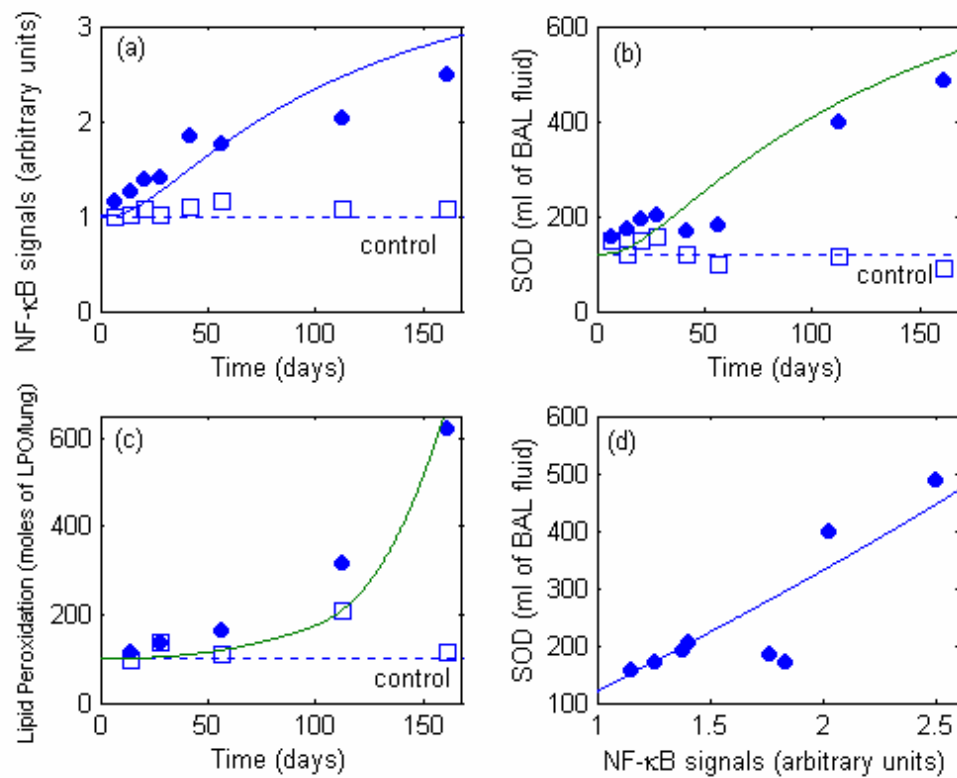 NF-κB signals (arbitrary units)
3
2
1
0
(a)
control
0 50 100 150
Time (days)
SOD (ml of BAL fluid)
600
400
200
0
(b)
control
0 50 100 150
Time (days)
Lipid Peroxidation (moles of LPO/lung)
600
400
200
0
(c)
control
0 50 100 150
Time (days)
SOD (ml of BAL fluid)
600
500
400
300
200
100
(d)
1 1.5 2 2.5
NF-κB signals (arbitrary units)